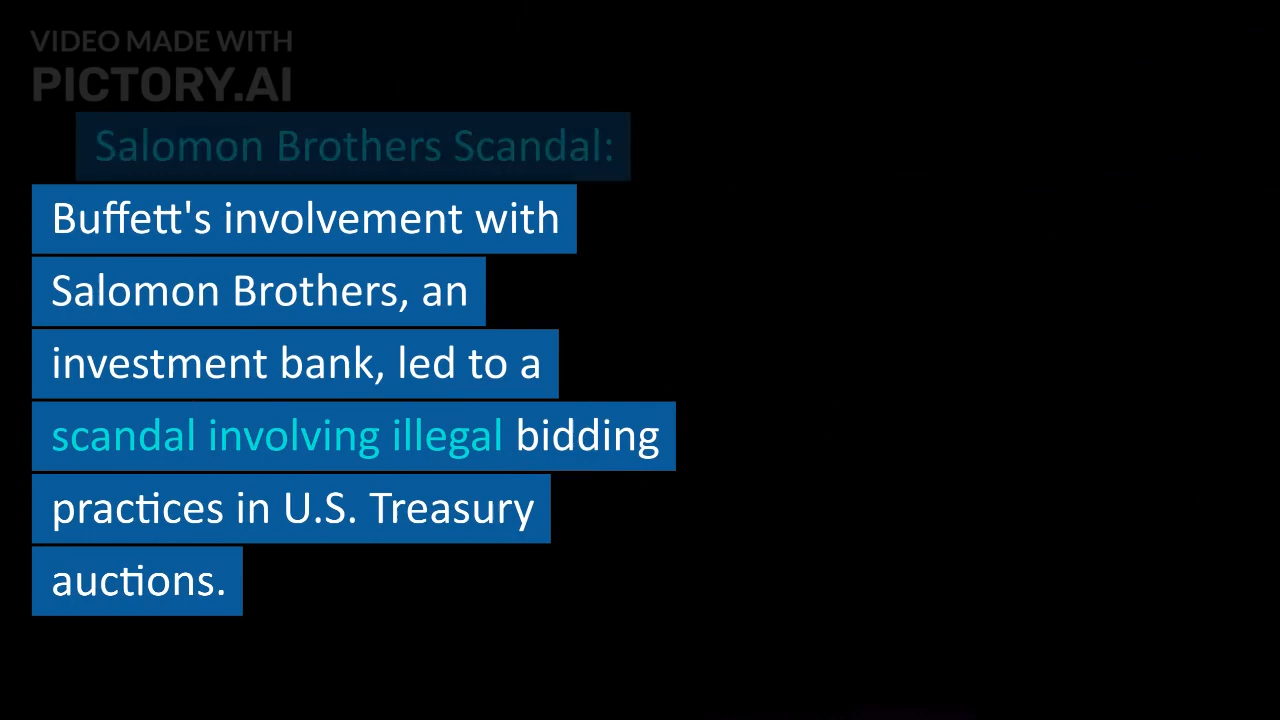 VIDEO MADE WITH
PICTORY.AI
Salomon Brothers Scandal:
Buffett's involvement with
Salomon Brothers, an
investment bank, led to a
scandal involving illegal bidding
practices in U.S. Treasury
auctions.